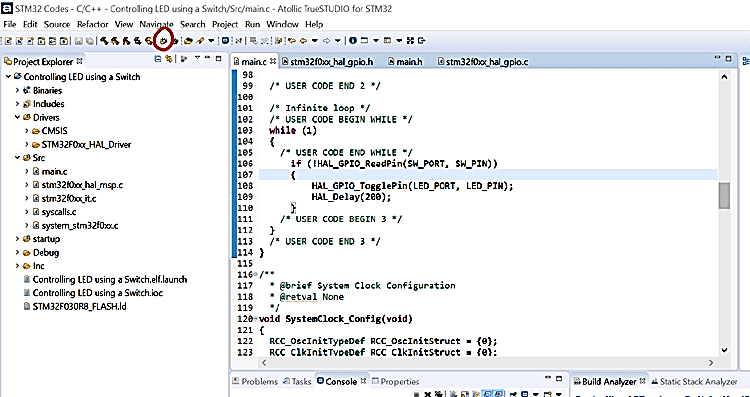 STM32 Codes - C/C++ - Controlling LED using a Switch/Src/main.c - Atollic TrueSTUDIO for STM32
File Edit Source Refactor View Navigate Search Project Run Window Help
Project Explorer
Controlling LED using a Switch
Binaries
Includes
Drivers
CMSIS
STM32F0xx_HAL_Driver
Src
main.c
stm32f0xx_hal_msp.c
stm32f0xx_it.c
syscalls.c
system_stm32f0xx.c
startup
Debug
Inc
Controlling LED using a Switch.elf.launch
Controlling LED using a Switch.ioc
STM32F030R8_FLASH.ld
main.c stm32f0xx_hal_gpio.h main.h stm32f0xx_hal_gpio.c
98
99 /* USER CODE END 2 */
100
101 /* Infinite loop */
102 /* USER CODE BEGIN WHILE */
103 while (1)
104 {
105 /* USER CODE END WHILE */
106 if (!HAL_GPIO_ReadPin(SW_PORT, SW_PIN))
107 {
108 HAL_GPIO_TogglePin(LED_PORT, LED_PIN);
109 HAL_Delay(200);
110 }
111 /* USER CODE BEGIN 3 */
112 }
113 /* USER CODE END 3 */
114 }
115
116 /**
117 * @brief System Clock Configuration
118 * @retval None
119 */
120 void SystemClock_Config(void)
121 {
122 RCC_OscInitTypeDef RCC_OscInitStruct = {0};
123 RCC_ClkInitTypeDef RCC_ClkInitStruct = {0};
Problems Tasks Console Properties
Build Analyzer Static Stack Analyzer